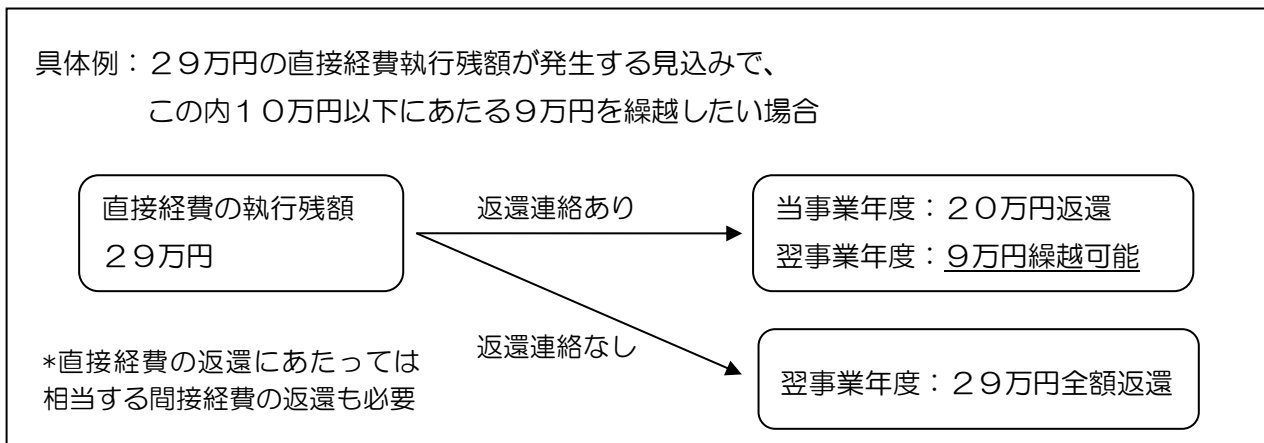 具体例：２９万円の直接経費執行残額が発生する見込みで、
この内１０万円以下にあたる９万円を繰越したい場合
直接経費の執行残額
２９万円
返還連絡あり
当事業年度：２０万円返還
翌事業年度：９万円繰越可能
*直接経費の返還にあたっては
相当する間接経費の返還も必要
返還連絡なし
翌事業年度：２９万円全額返還